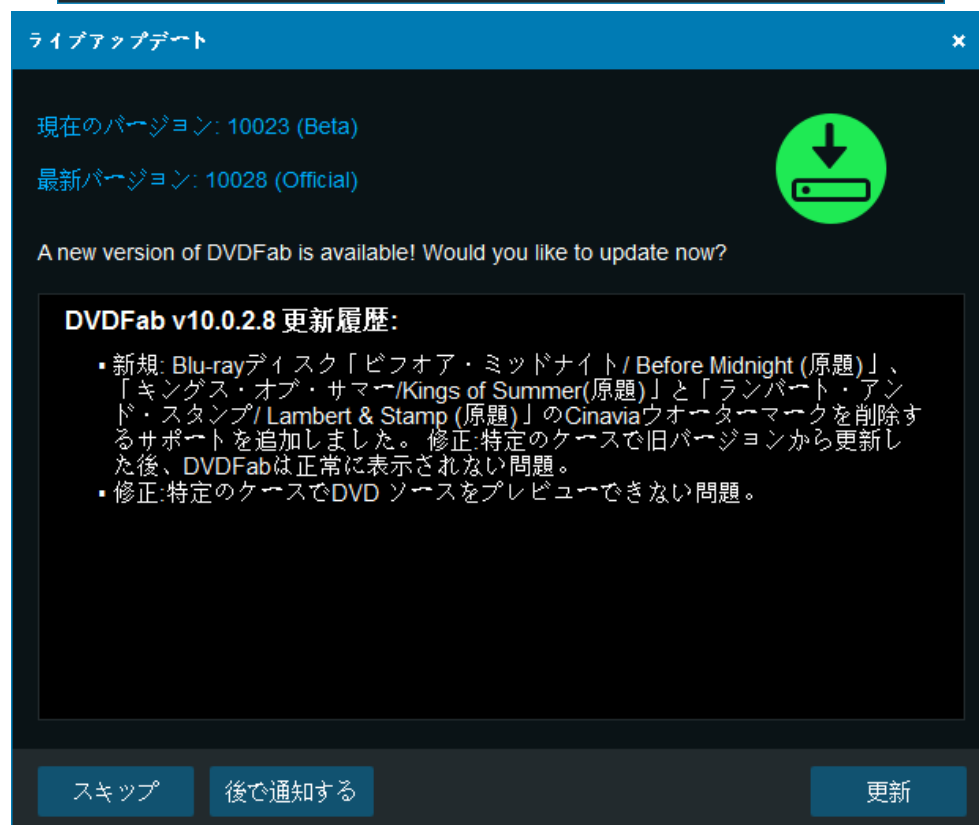 ライブアップデート
現在のバージョン: 10023 (Beta)
最新バージョン: 10028 (Official)
A new version of DVDFab is available! Would you like to update now?
DVDFab v10.0.2.8 更新履歴:
▪ 新規: Blu-rayディスク「ビフオア・ミッドナイト/ Before Midnight (原題)」、
「キングス・オブ・サマー/Kings of Summer(原題)」と「ランバート・アン
ド・スタンプ/ Lambert & Stamp (原題)」のCinaviaウオーターマークを削除す
るサポートを追加しました。 修正:特定のケースで旧バージョンから更新し
た後、DVDFabは正常に表示されない問題。
▪ 修正:特定のケースでDVD ソースをプレビューできない問題。
スキップ
後で通知する
更新